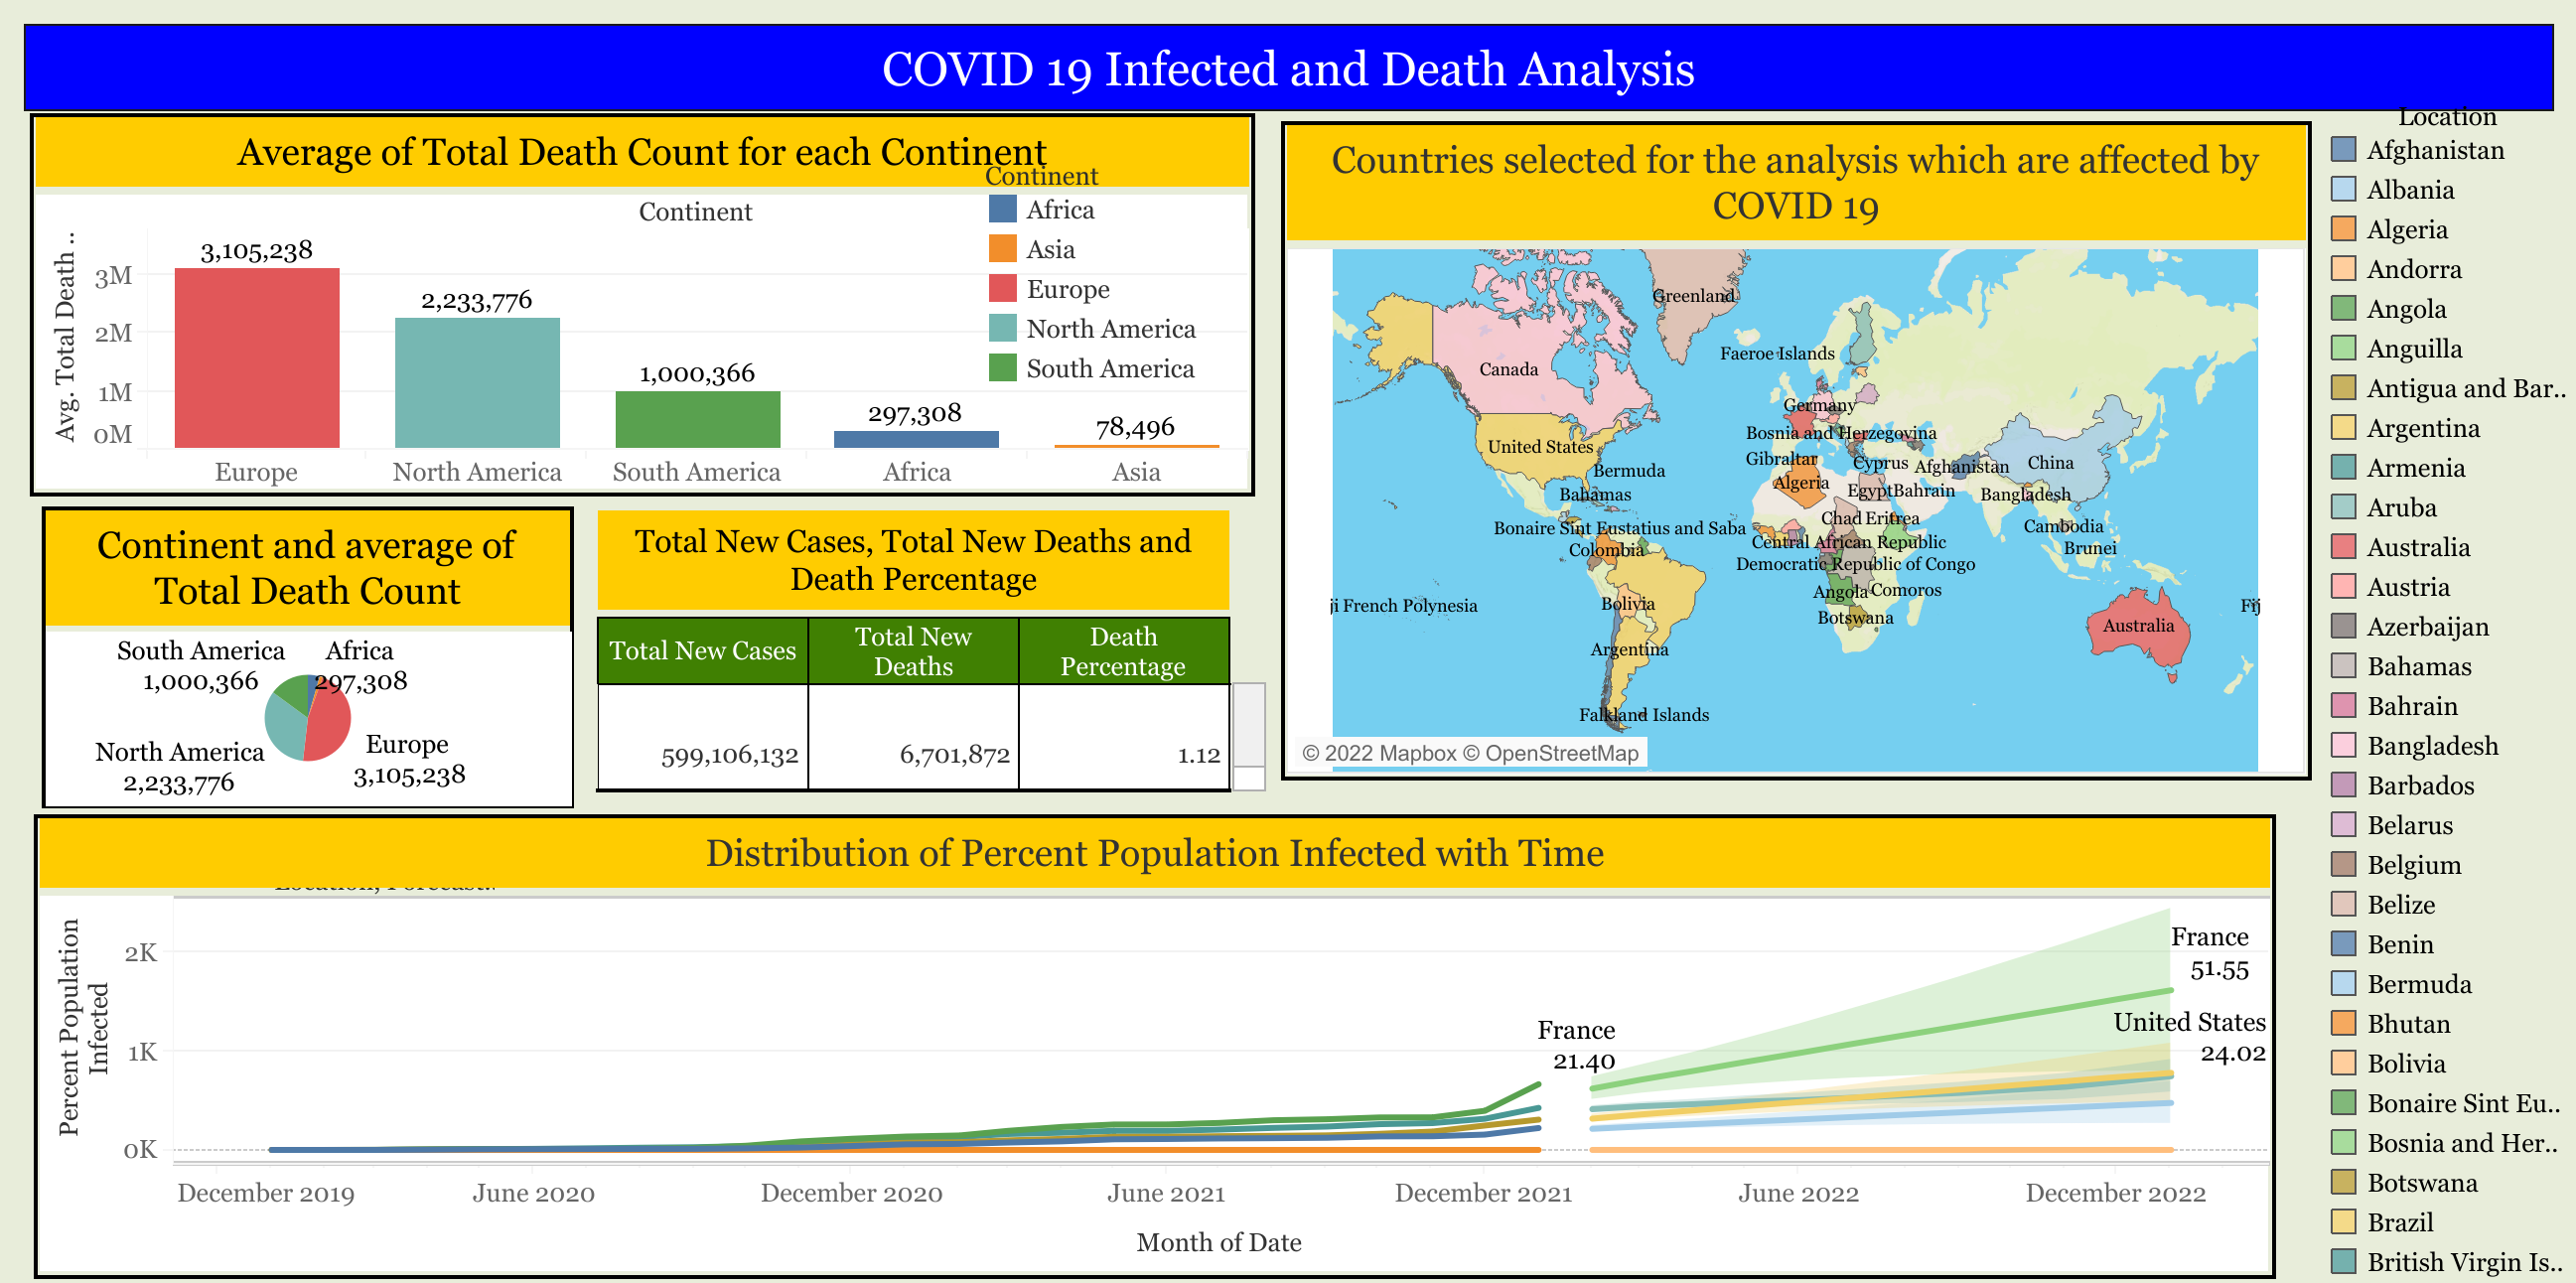 COVID 19 Infected and Death Analysis
Average of Total Death Count for each Continent
Continent
Avg. Total Death ..
3M
2M
1M
0M
3,105,238
2,233,776
1,000,366
297,308
78,496
Europe
North America
South America
Africa
Asia
Continent
Africa
Asia
Europe
North America
South America
Continent and average of
Total Death Count
South America
1,000,366
Africa
297,308
North America
2,233,776
Europe
3,105,238
Total New Cases, Total New Deaths and
Death Percentage
Total New Cases
Total New
Deaths
Death
Percentage
599,106,132
6,701,872
1.12
Countries selected for the analysis which are affected by
COVID 19
Greenland
Faeroe Islands
Canada
Germany
Bosnia and Herzegovina
United States
Gibraltar
Cyprus
Afghanistan
China
Bermuda
Algeria
Bahamas
Egypt
Bahrain
Bangladesh
Chad
Eritrea
Bonaire Sint Eustatius and Saba
Cambodia
Central African Republic
Colombia
Brunei
Democratic Republic of Congo
Angola
Comoros
Bolivia
ji French Polynesia
Fij
Botswana
Australia
Argentina
Falkland Islands
© 2022 Mapbox © OpenStreetMap
Location
Afghanistan
Albania
Algeria
Andorra
Angola
Anguilla
Antigua and Bar..
Argentina
Armenia
Aruba
Australia
Austria
Azerbaijan
Bahamas
Bahrain
Bangladesh
Barbados
Belarus
Belgium
Belize
Benin
Bermuda
Bhutan
Bolivia
Bonaire Sint Eu..
Bosnia and Her..
Botswana
Brazil
British Virgin Is..
Distribution of Percent Population Infected with Time
Percent Population
Infected
2K
1K
0K
France
21.40
France
51.55
United States
24.02
December 2019
June 2020
December 2020
June 2021
December 2021
June 2022
December 2022
Month of Date